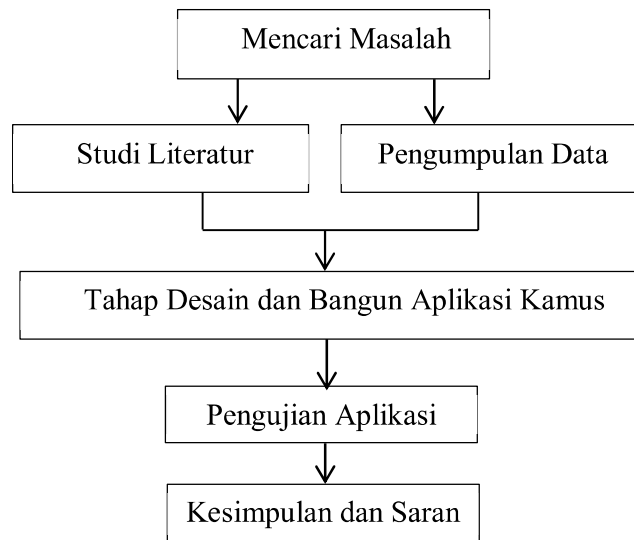 Mencari Masalah
Studi Literatur
Pengumpulan Data
Tahap Desain dan Bangun Aplikasi Kamus
Pengujian Aplikasi
Kesimpulan dan Saran